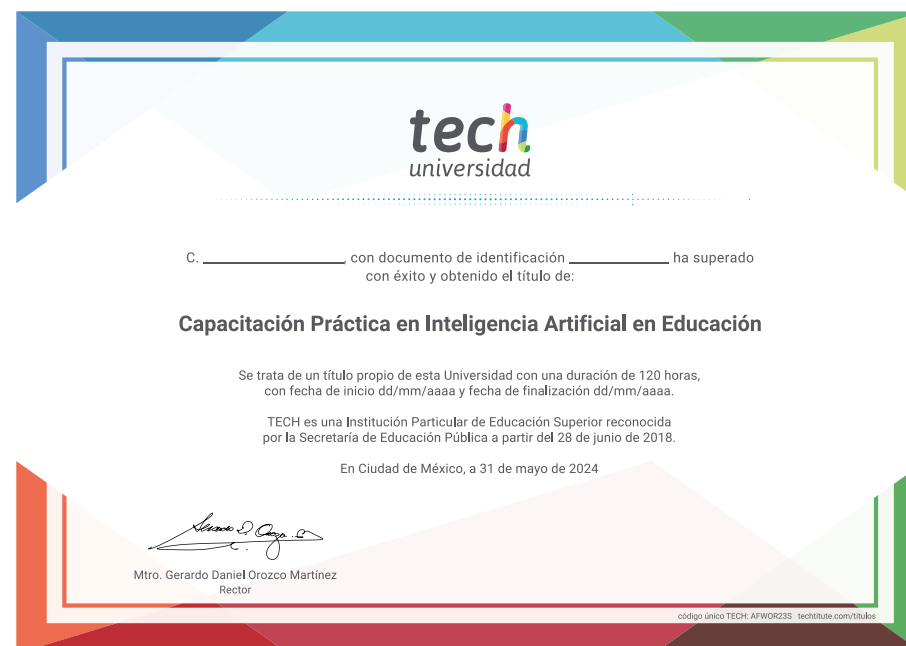 tech
universidad
C. ____________, con documento de identificación ____________ ha superado
con éxito y obtenido el título de:
Capacitación Práctica en Inteligencia Artificial en Educación
Se trata de un título propio de esta Universidad con una duración de 120 horas,
con fecha de inicio dd/mm/aaaa y fecha de finalización dd/mm/aaaa.
TECH es una Institución Particular de Educación Superior reconocida
por la Secretaría de Educación Pública a partir del 28 de junio de 2018.
En Ciudad de México, a 31 de mayo de 2024
Mtro. Gerardo Daniel Orozco Martínez
Rector
código único TECH: AFWOR23S techtitute.com/titulos